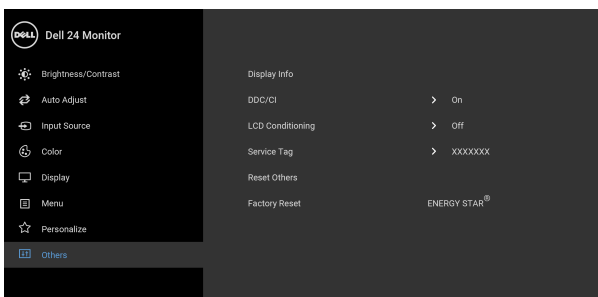 DELL Dell 24 Monitor
Brightness/Contrast Display Info
Auto Adjust DDC/CI > On
Input Source LCD Conditioning > Off
Color Service Tag > XXXXXXX
Display Reset Others
Menu Factory Reset ENERGY STAR®
Personalize
Others